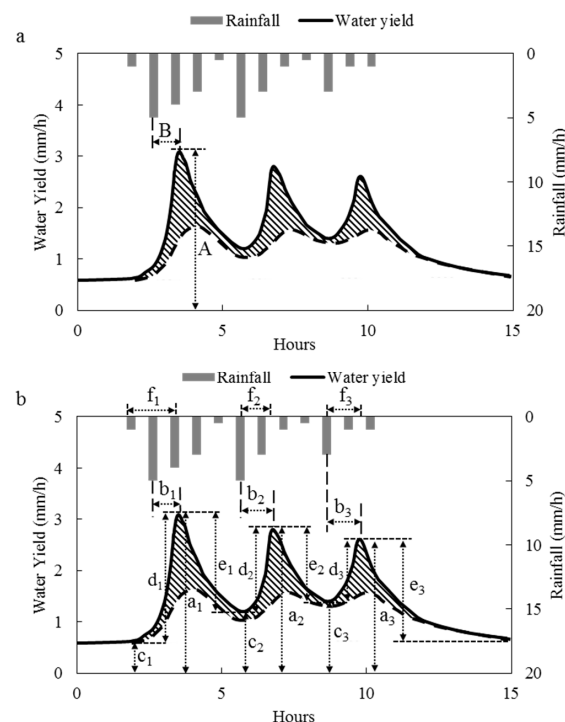 Rainfall Water yield
a
5 0
4 5
3 10
2 15
1
0 20
B
A
Water Yield (mm/h)
Rainfall (mm/h)
0 5 10 15
Hours
Rainfall Water yield
b
f1 f2 f3
5 0
4 5
3 10
2 15
1
0 20
b1 b2 b3
d1 e1 d2 e2 d3 e3
a1 a2 a3
c1 c2 c3
Water Yield (mm/h)
Rainfall (mm/h)
0 5 10 15
Hours